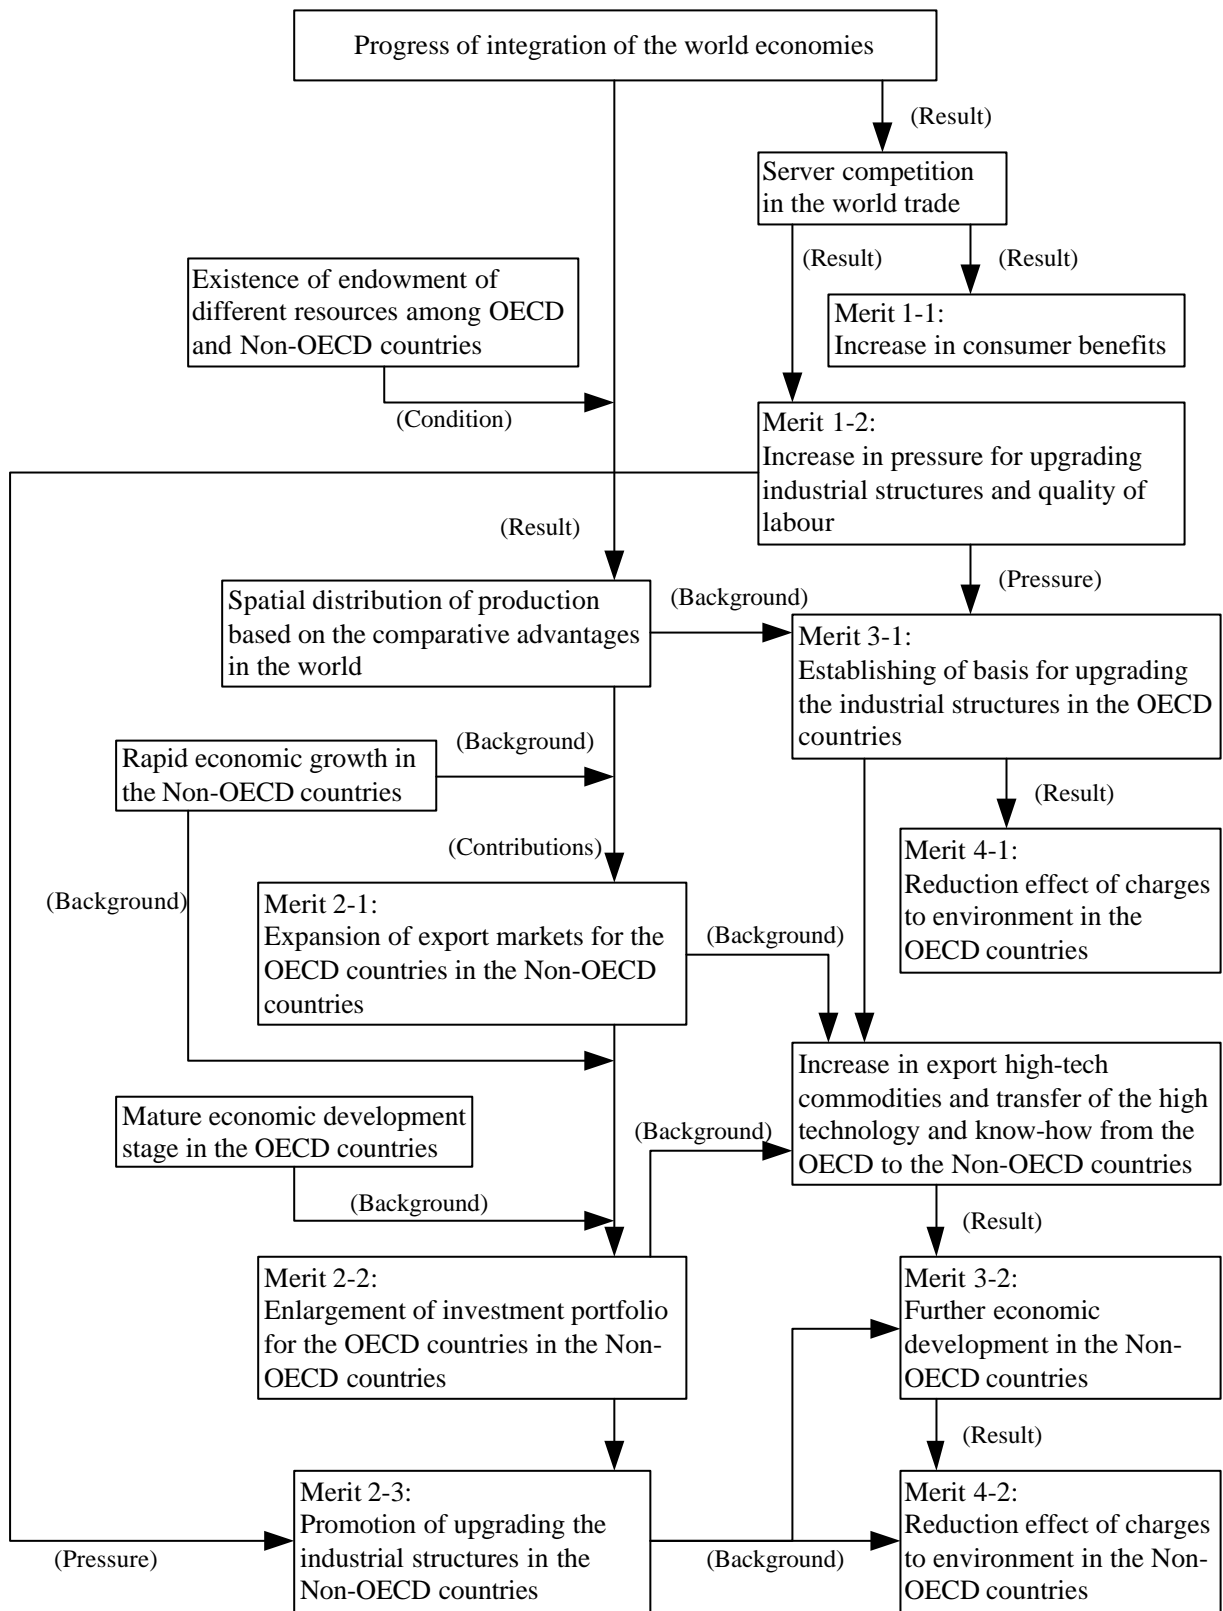 Progress of integration of the world economies
(Result)
Server competition
in the world trade
(Result)
(Result)
Existence of endowment of
different resources among OECD
and Non-OECD countries
Merit 1-1:
Increase in consumer benefits
(Condition)
Merit 1-2:
Increase in pressure for upgrading
industrial structures and quality of
labour
(Result)
(Pressure)
Spatial distribution of production
based on the comparative advantages
in the world
(Background)
Merit 3-1:
Establishing of basis for upgrading
the industrial structures in the OECD
countries
(Background)
Rapid economic growth in
the Non-OECD countries
(Result)
(Contributions)
Merit 4-1:
Reduction effect of charges
to environment in the
OECD countries
(Background)
Merit 2-1:
Expansion of export markets for the
OECD countries in the Non-OECD
countries
(Background)
Increase in export high-tech
commodities and transfer of the high
technology and know-how from the
OECD to the Non-OECD countries
Mature economic development
stage in the OECD countries
(Background)
(Background)
(Result)
Merit 2-2:
Enlargement of investment portfolio
for the OECD countries in the Non-
OECD countries
Merit 3-2:
Further economic
development in the Non-
OECD countries
(Result)
Merit 2-3:
Promotion of upgrading the
industrial structures in the
Non-OECD countries
(Pressure)
(Background)
Merit 4-2:
Reduction effect of charges
to environment in the Non-
OECD countries